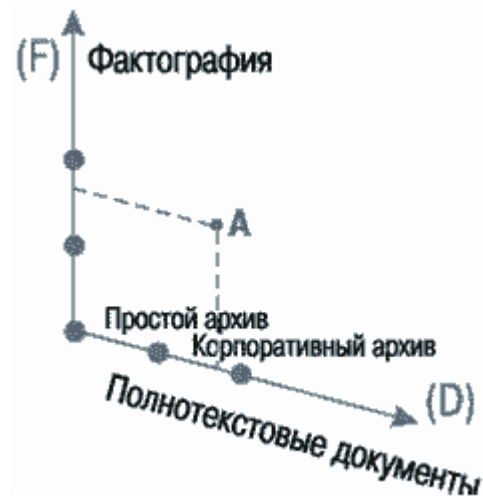 (F) Фактография
A
Простой архив
Корпоративный архив
(D)
Полнотекстовые документы